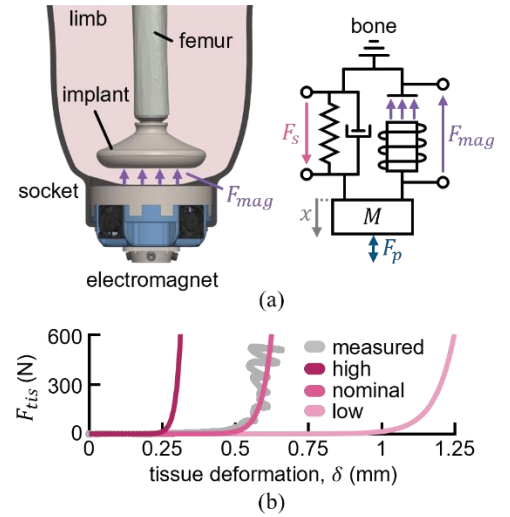 limb
femur
implant
socket
F_mag
electromagnet
bone
F_s
F_mag
x
M
F_p
(a)
600
300
0
F_tis (N)
measured
high
nominal
low
0 0.25 0.5 0.75 1 1.25
tissue deformation, δ (mm)
(b)